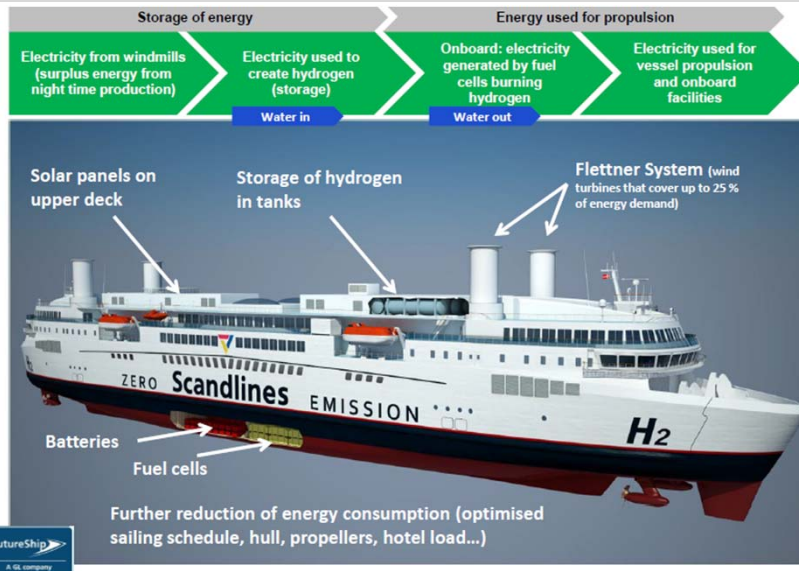 Storage of energy
Energy used for propulsion
Electricity from windmills
(surplus energy from
night time production)
Electricity used to
create hydrogen
(storage)
Onboard: electricity
generated by fuel
cells burning
hydrogen
Electricity used for
vessel propulsion
and onboard
facilities
Water in
Water out
Solar panels on
upper deck
Storage of hydrogen
in tanks
Flettner System (wind
turbines that cover up to 25 %
of energy demand)
ZERO Scandlines EMISSION
H2
Batteries
Fuel cells
Further reduction of energy consumption (optimised
sailing schedule, hull, propellers, hotel load...)
utureShip
A GL company